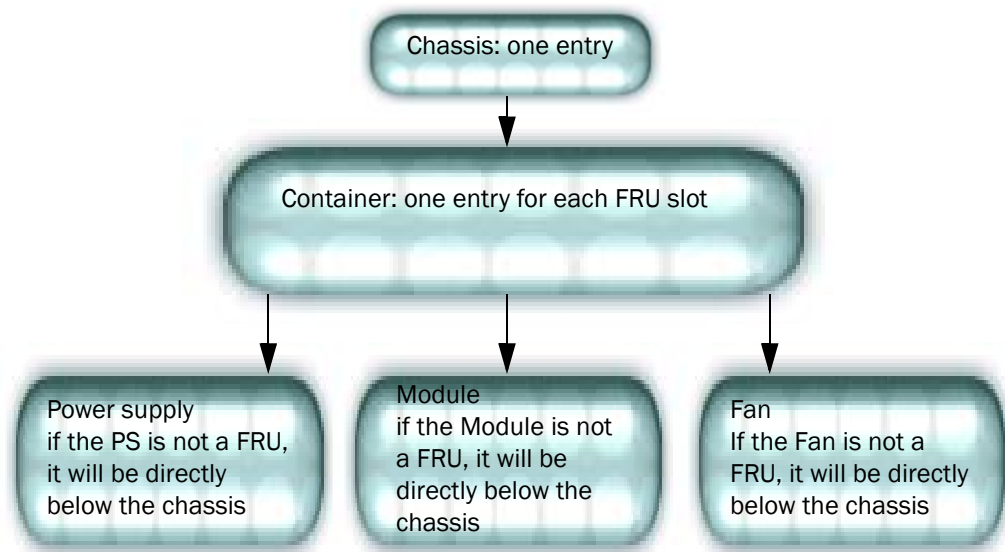 Chassis: one entry
Container: one entry for each FRU slot
Power supply
if the PS is not a FRU,
it will be directly
below the chassis
Module
if the Module is not
a FRU, it will be
directly below the
chassis
Fan
If the Fan is not a
FRU, it will be directly
below the chassis